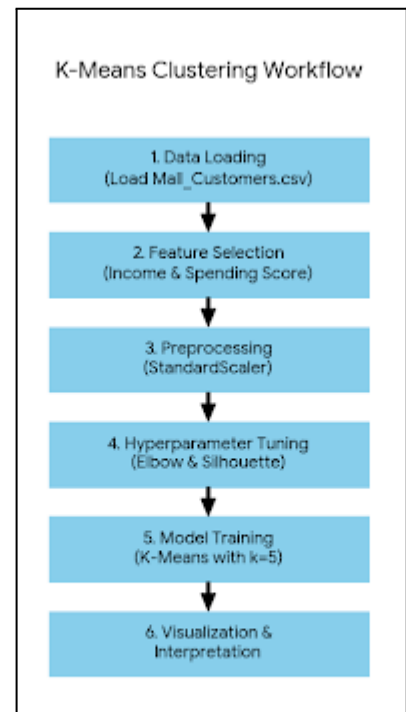 K-Means Clustering Workflow
1. Data Loading
(Load Mall_Customers.csv)
2. Feature Selection
(Income & Spending Score)
3. Preprocessing
(StandardScaler)
4. Hyperparameter Tuning
(Elbow & Silhouette)
5. Model Training
(K-Means with k=5)
6. Visualization &
Interpretation